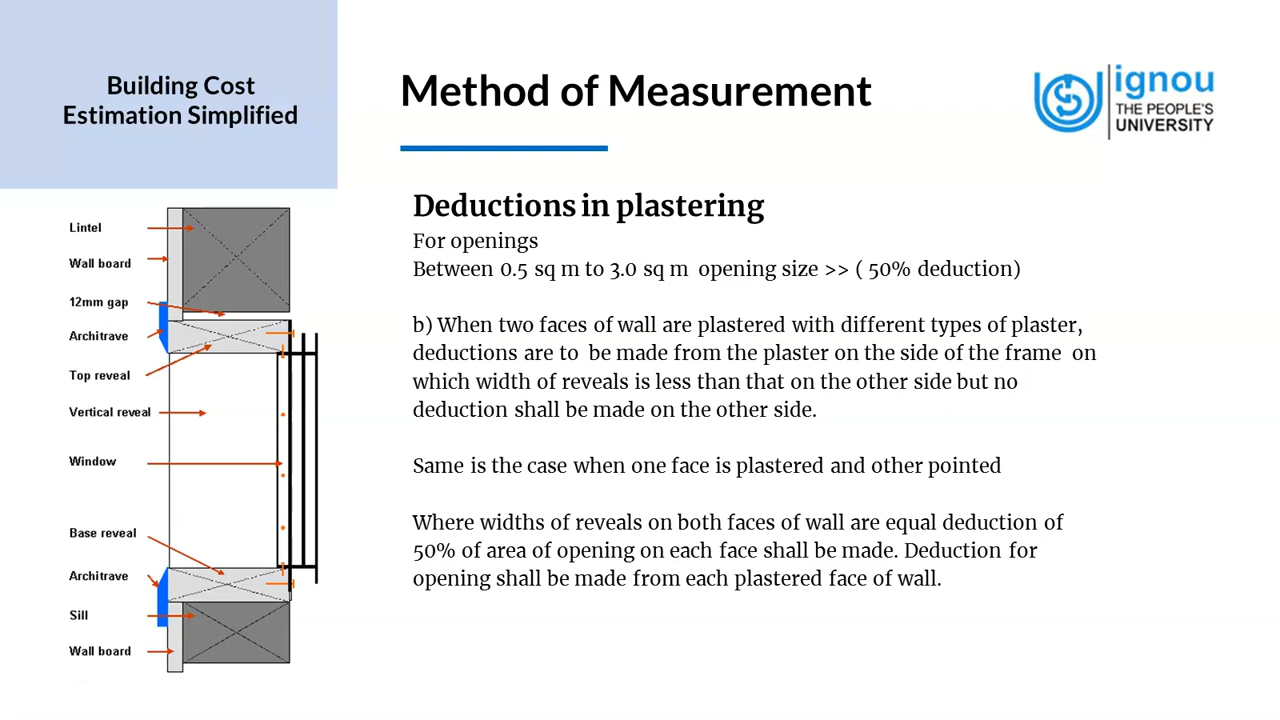 Building Cost
Estimation Simplified
Method of Measurement
ignou
THE PEOPLE'S
UNIVERSITY
Lintel
Wall board
12mm gap
Architrave
Top reveal
Vertical reveal
Window
Base reveal
Architrave
Sill
Wall board
Deductions in plastering
For openings
Between 0.5 sq m to 3.0 sq m opening size >> ( 50% deduction)
b) When two faces of wall are plastered with different types of plaster,
deductions are to be made from the plaster on the side of the frame on
which width of reveals is less than that on the other side but no
deduction shall be made on the other side.
Same is the case when one face is plastered and other pointed
Where widths of reveals on both faces of wall are equal deduction of
50% of area of opening on each face shall be made. Deduction for
opening shall be made from each plastered face of wall.